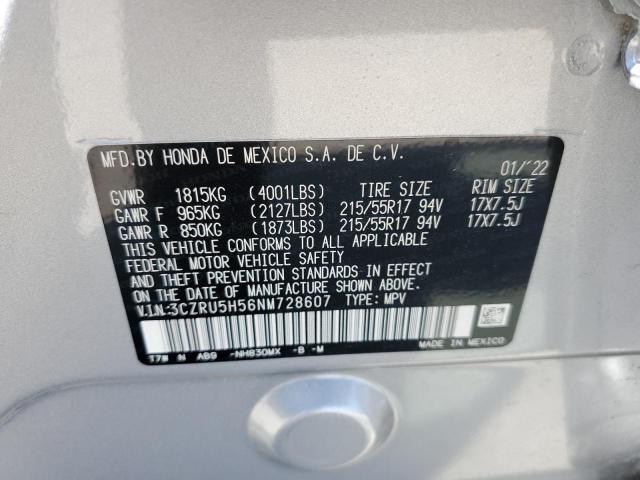 MFD.BY HONDA DE MEXICO S.A. DE C.V.
01/'22
GVWR 1815KG (4001LBS) TIRE SIZE RIM SIZE
GAWR F 965KG (2127LBS) 215/55R17 94V 17X7.5J
GAWR R 850KG (1873LBS) 215/55R17 94V 17X7.5J
THIS VEHICLE CONFORMS TO ALL APPLICABLE
FEDERAL MOTOR VEHICLE SAFETY
AND THEFT PREVENTION STANDARDS IN EFFECT
ON THE DATE OF MANUFACTURE SHOWN ABOVE.
V.I.N:3CZRU5H56NM728607 TYPE: MPV
17W N AB9 -NH830MX -B -M
MADE IN MEXICO